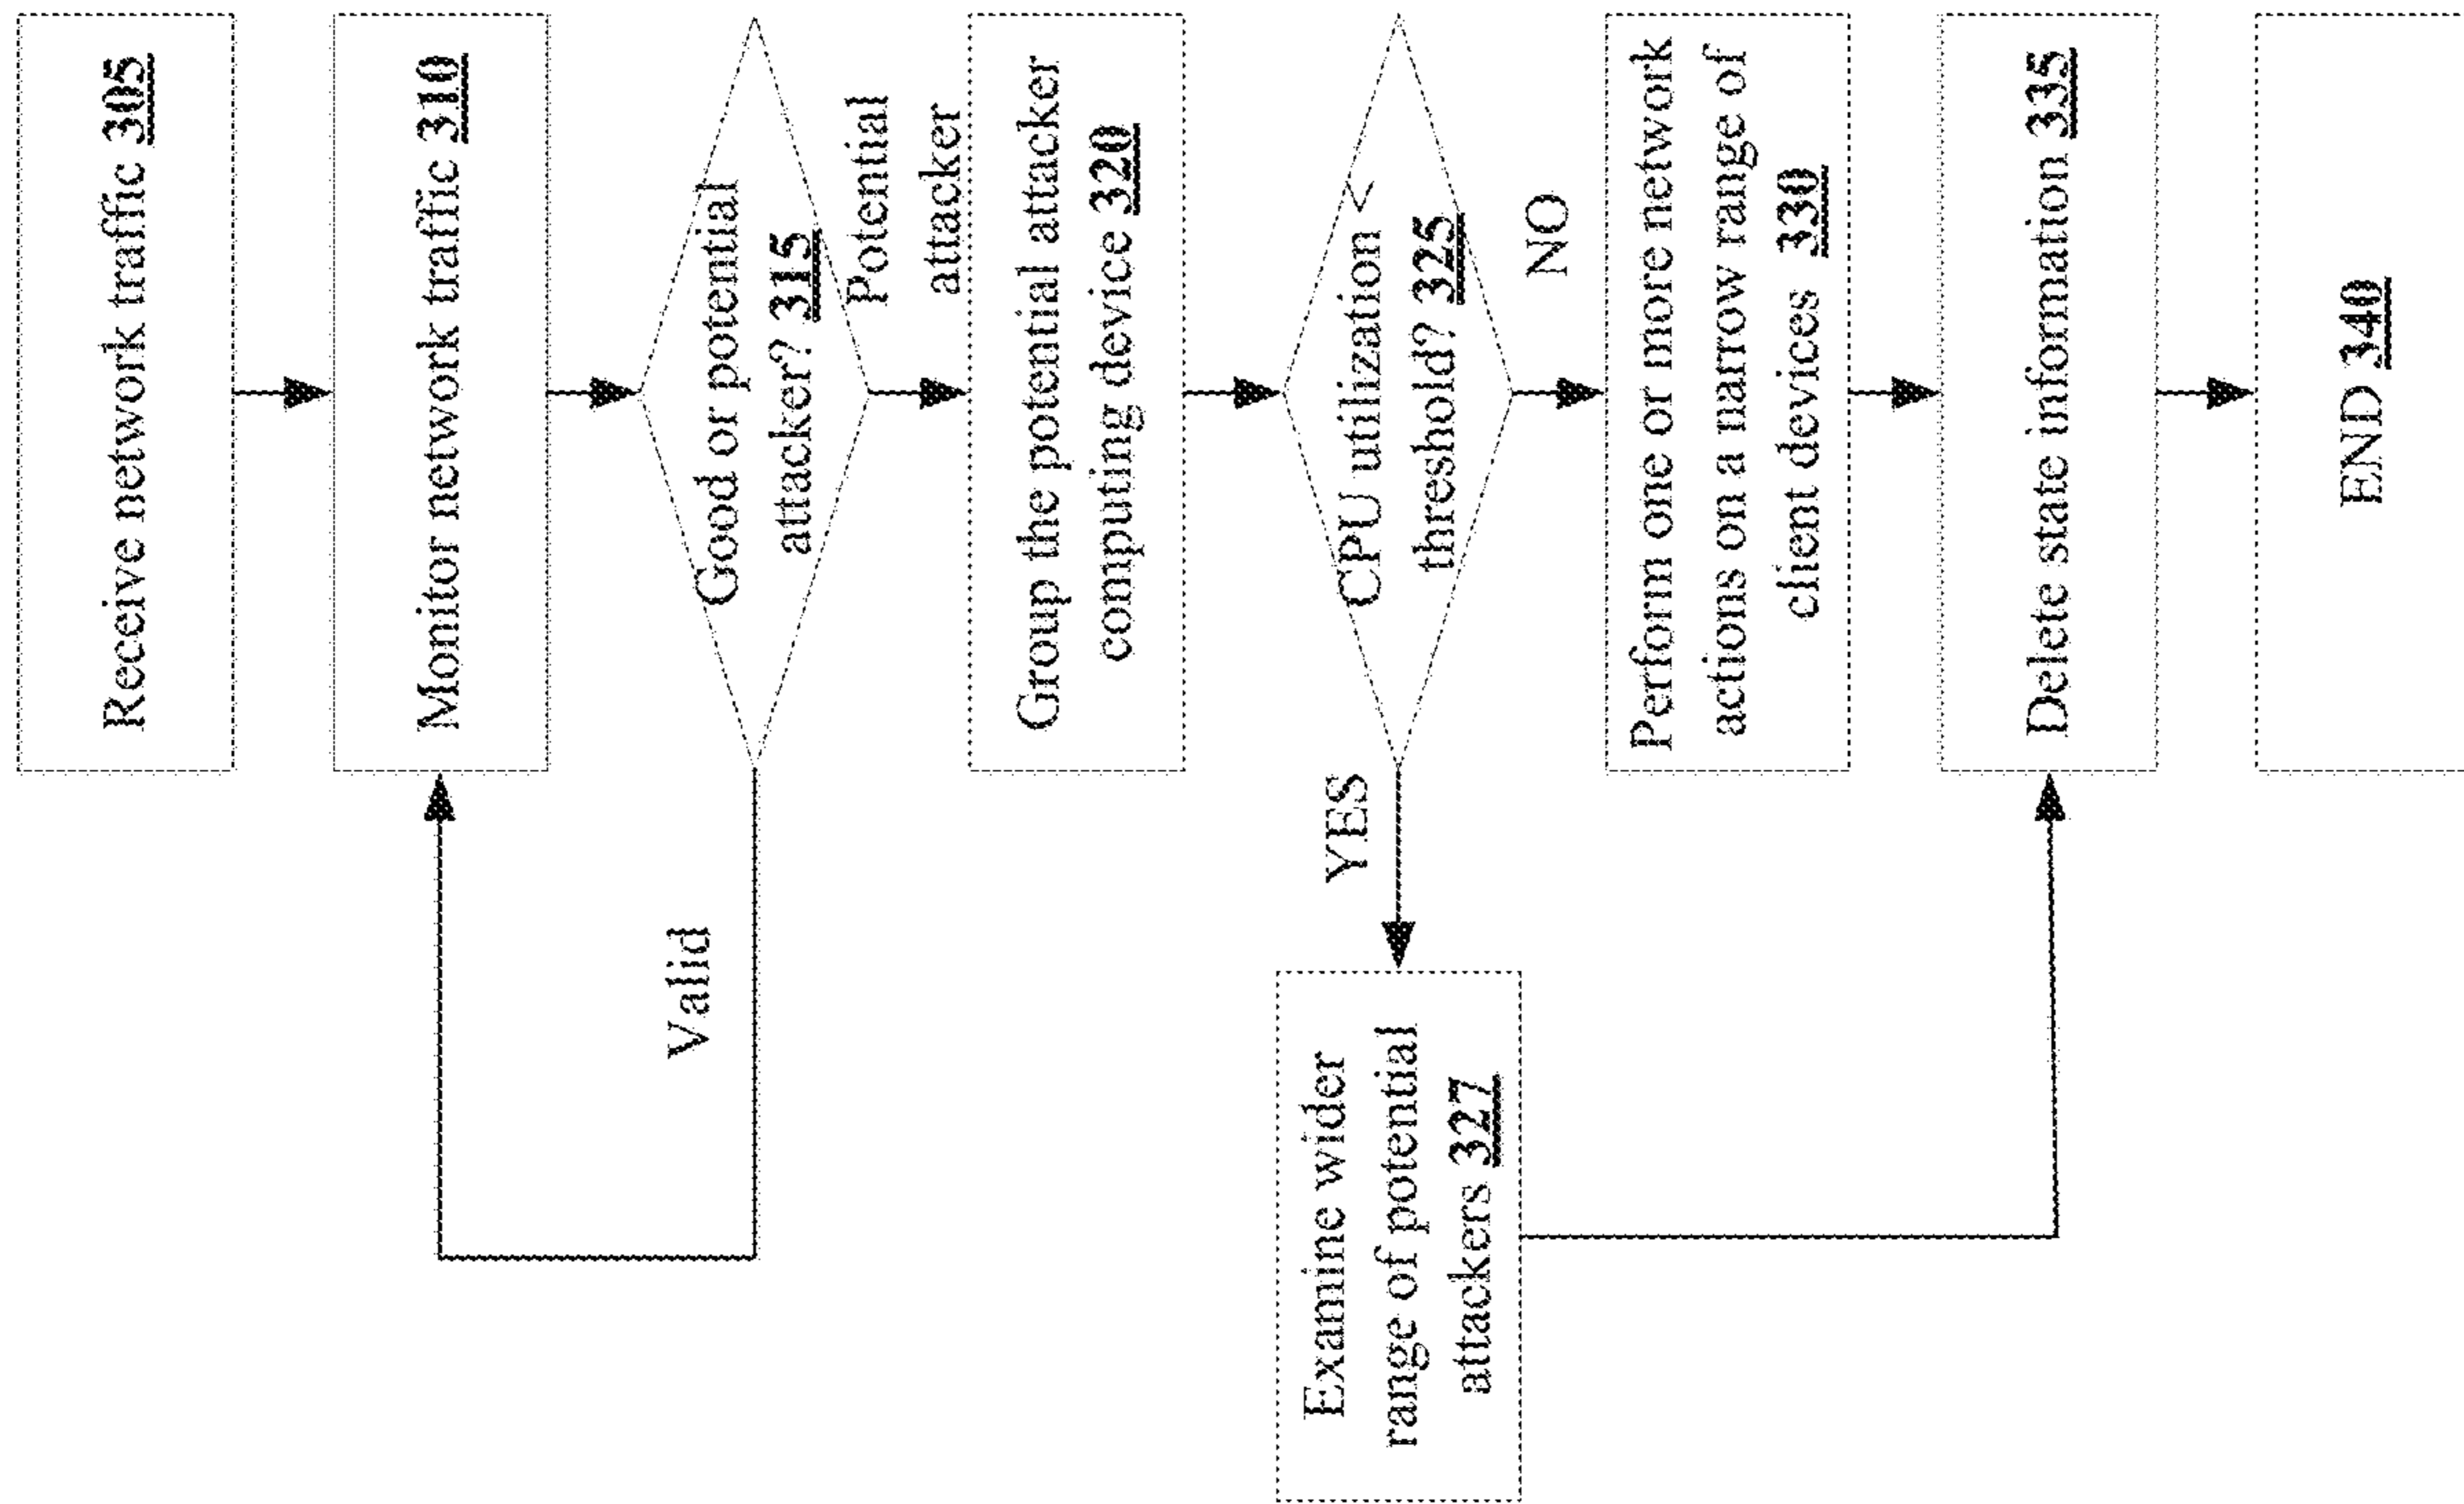 Receive network traffic 305
Monitor network traffic 310
Good or potential
attacker? 315
Valid
Potential
attacker
Group the potential attacker
computing device 320
CPU utilization <
threshold? 325
YES
NO
Examine wider
range of potential
attackers 327
Perform one or more network
actions on a narrow range of
client devices 330
Delete state information 335
END 340